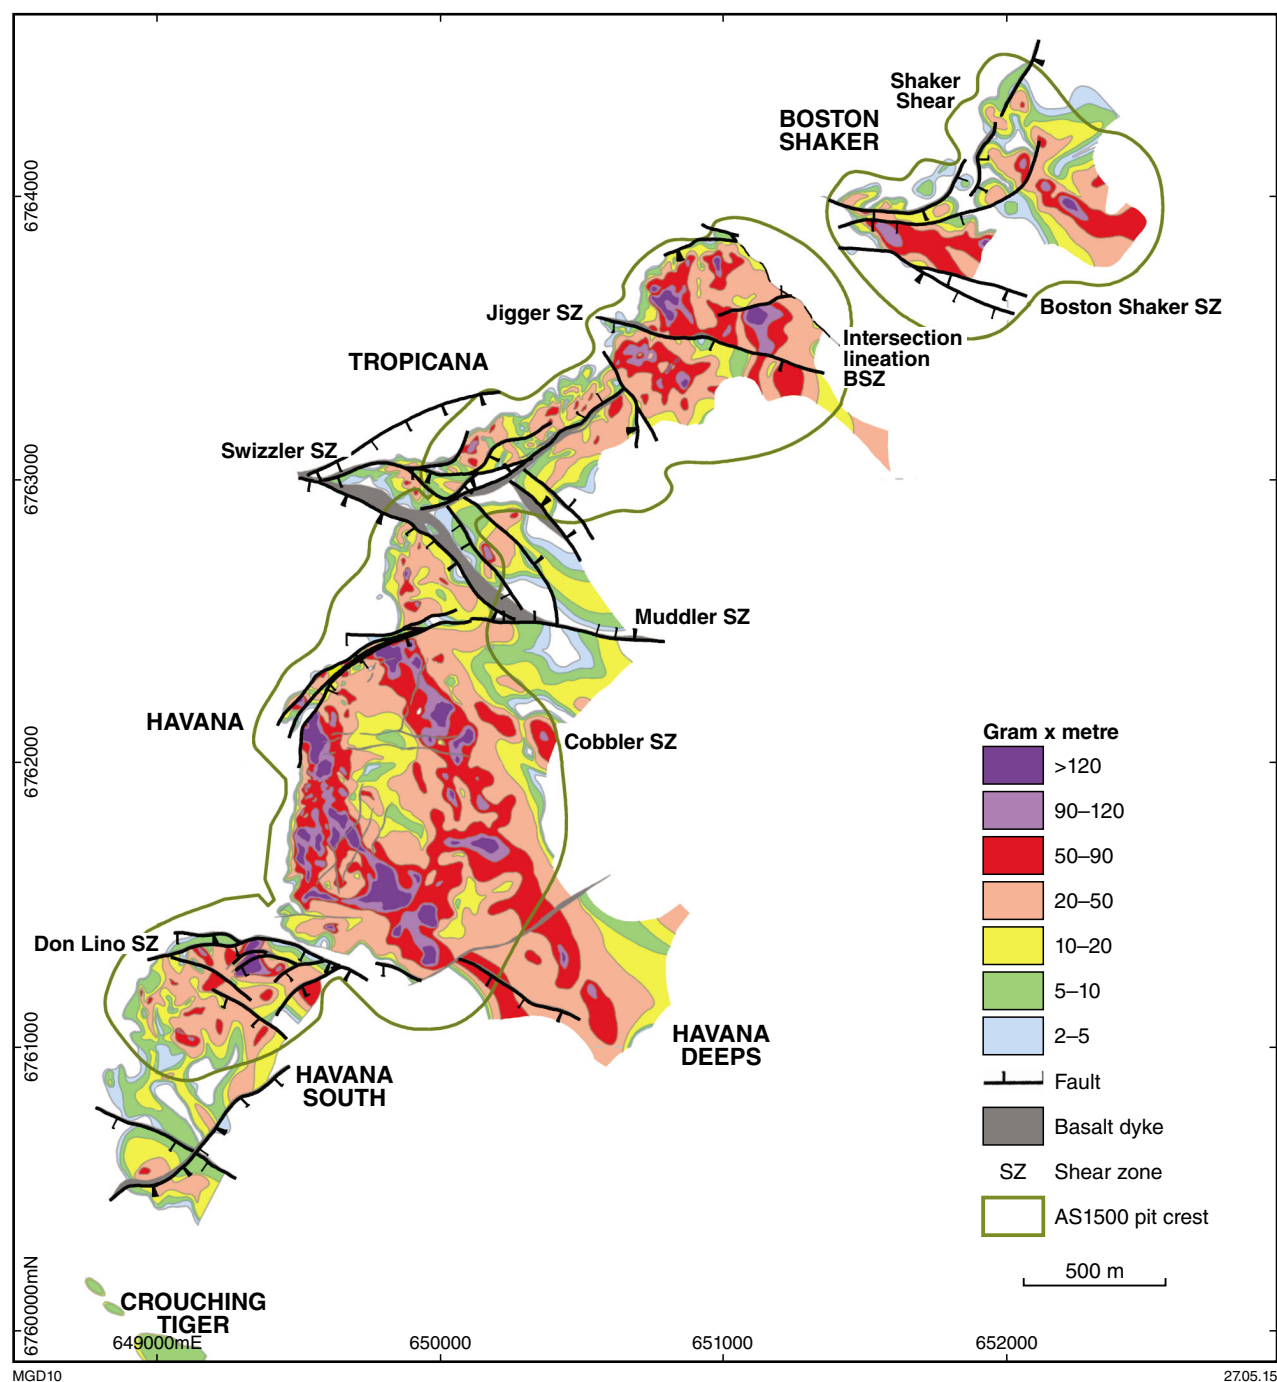 Shaker
Shear
BOSTON
SHAKER
6764000
Boston Shaker SZ
Jigger SZ
Intersection
lineation
BSZ
TROPICANA
Swizzler SZ
6763000
Muddler SZ
HAVANA
Cobbler SZ
6762000
Gram x metre
>120
90–120
50–90
20–50
10–20
5–10
2–5
Fault
Basalt dyke
SZ Shear zone
AS1500 pit crest
500 m
Don Lino SZ
HAVANA
DEEPS
6761000
HAVANA
SOUTH
CROUCHING
TIGER
6760000mN
649000mE
650000
651000
652000
MGD10
27.05.15